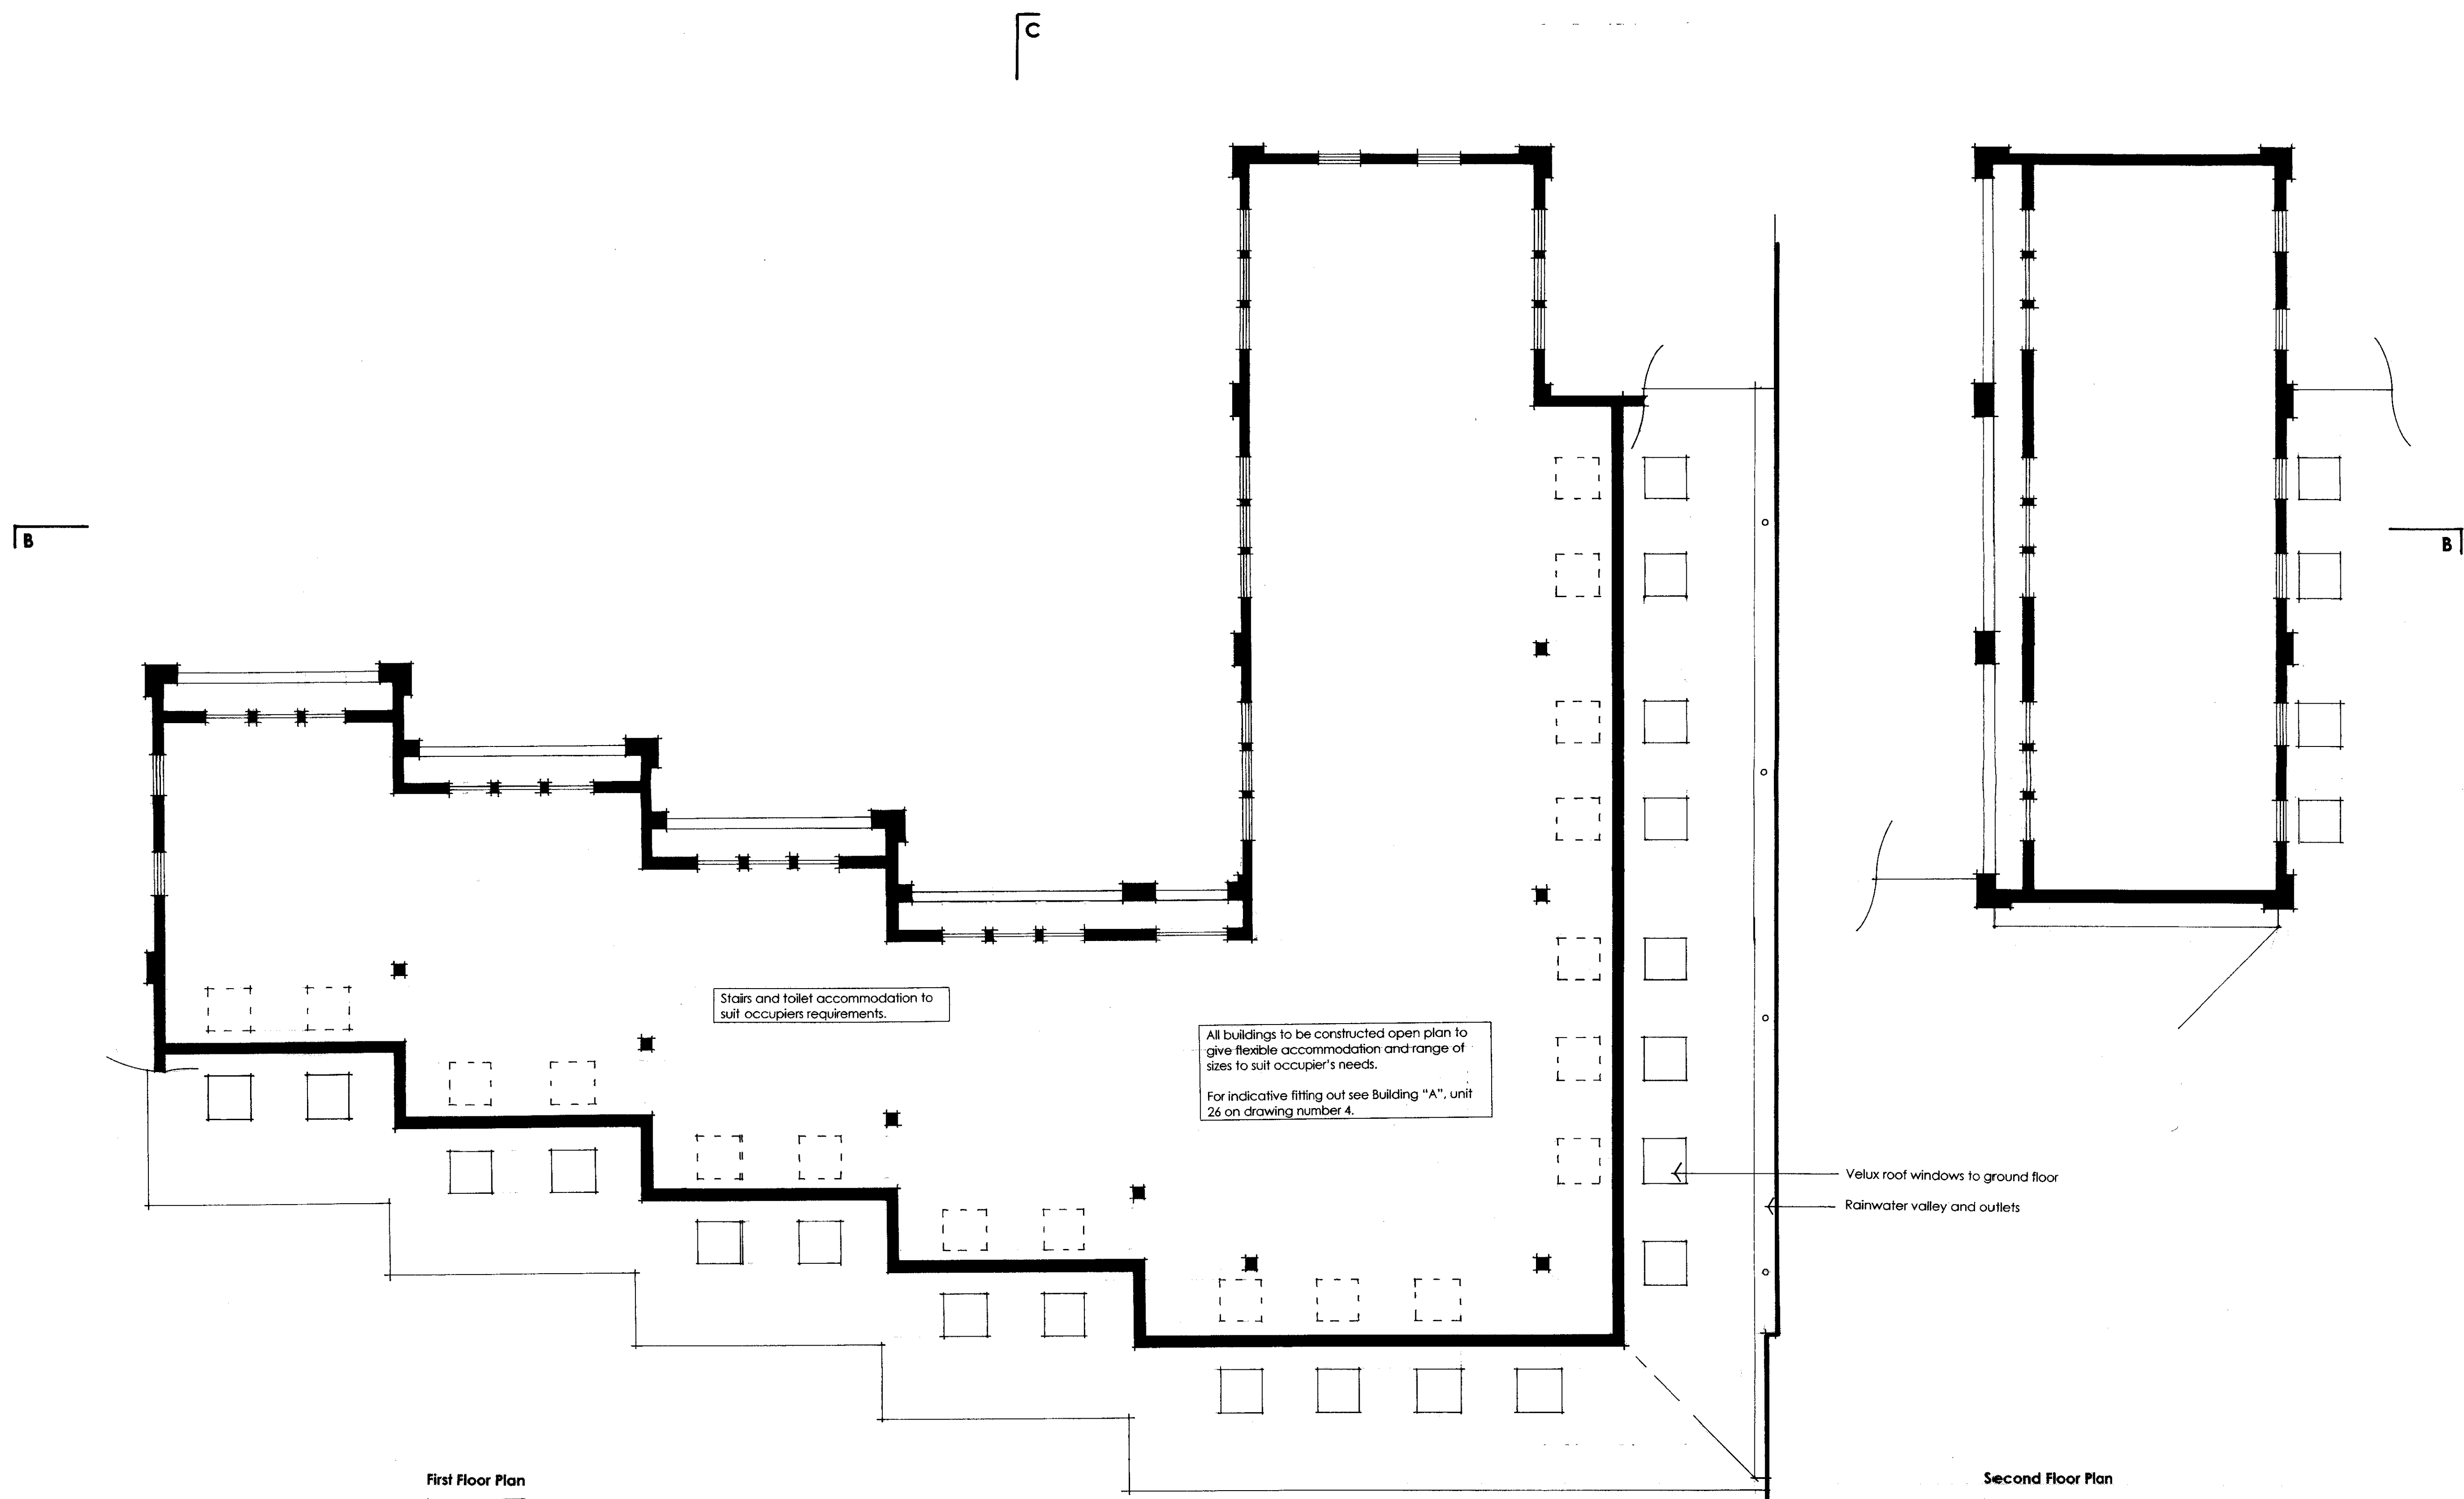 C
B
B
Stairs and toilet accommodation to
suit occupiers requirements.
All buildings to be constructed open plan to
give flexible accommodation and range of
sizes to suit occupier's needs.
For indicative fitting out see Building "A", unit
26 on drawing number 4.
Velux roof windows to ground floor
Rainwater valley and outlets
First Floor Plan
Second Floor Plan